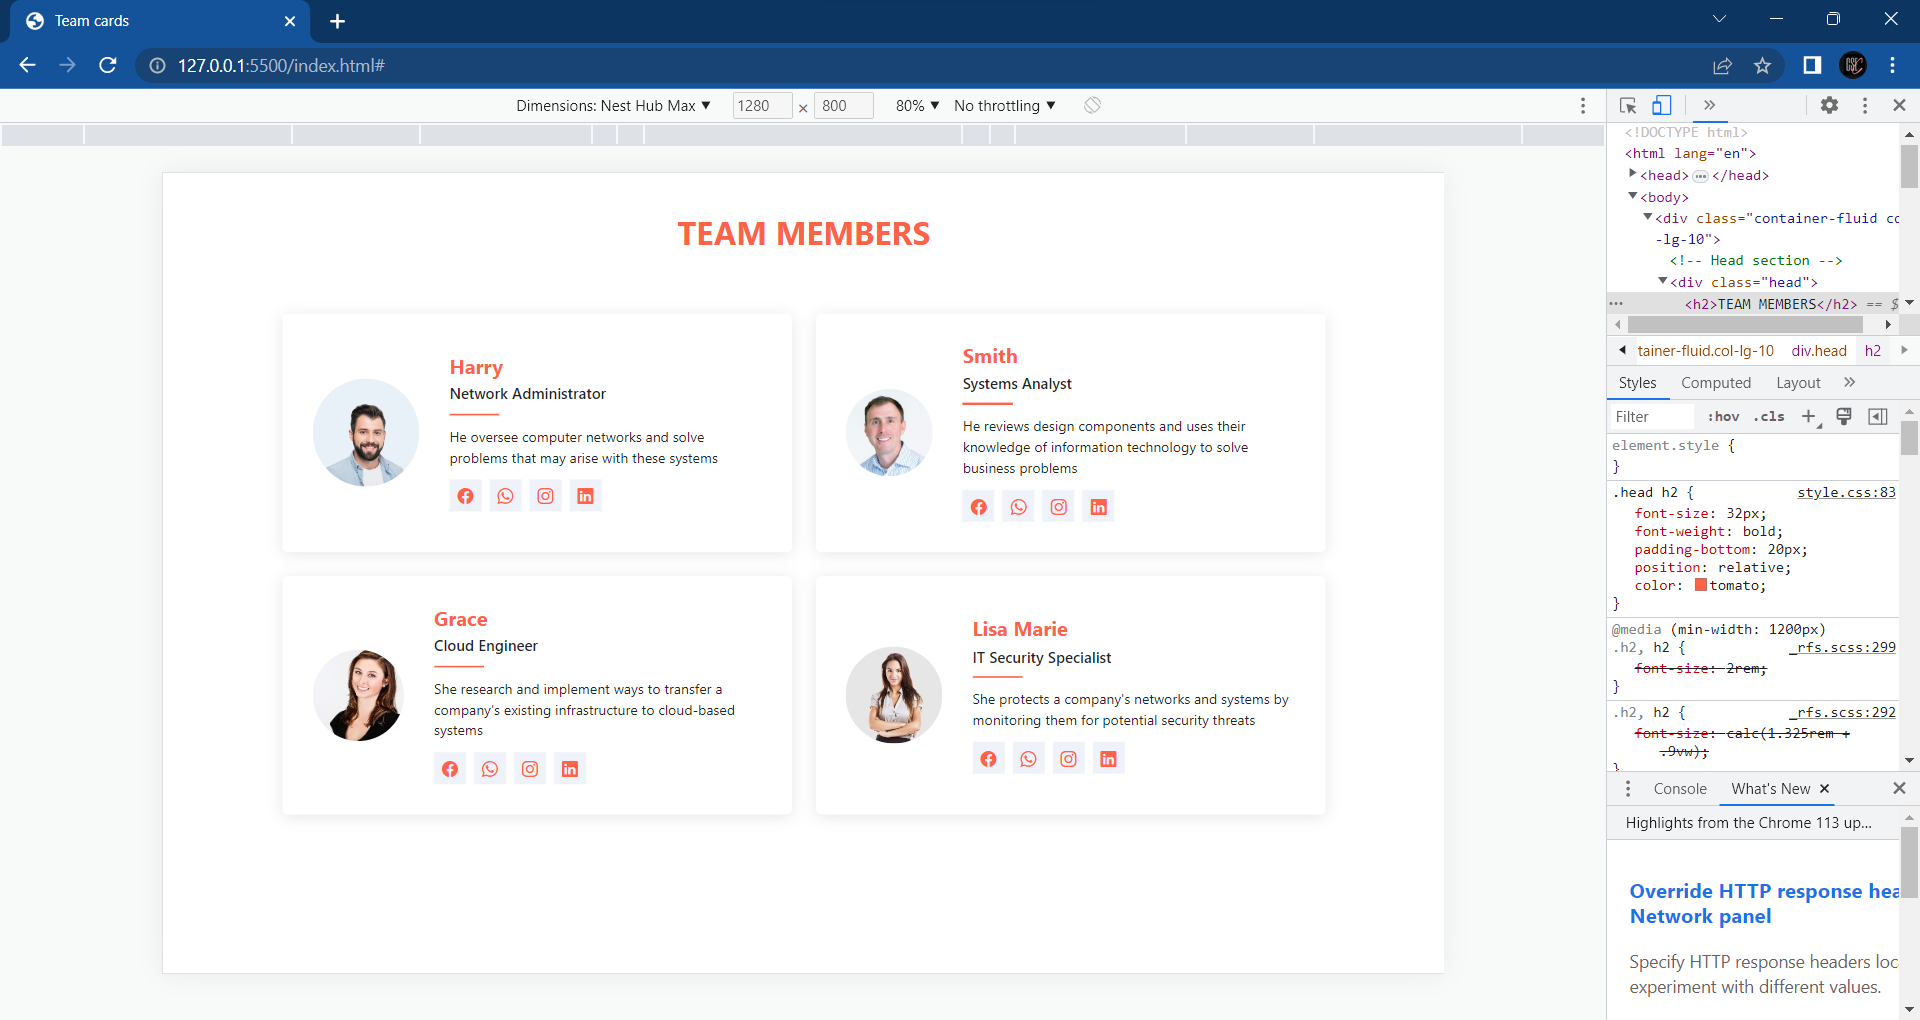 Team cards
127.0.0.1:5500/index.html#
Dimensions: Nest Hub Max ▼ 1280 × 800 80% ▼ No throttling ▼
TEAM MEMBERS
Harry
Network Administrator
He oversee computer networks and solve
problems that may arise with these systems
Smith
Systems Analyst
He reviews design components and uses their
knowledge of information technology to solve
business problems
Grace
Cloud Engineer
She research and implement ways to transfer a
company's existing infrastructure to cloud-based
systems
Lisa Marie
IT Security Specialist
She protects a company's networks and systems by
monitoring them for potential security threats
<!DOCTYPE html>
<html lang="en">
<head> ••• </head>
<body>
<div class="container-fluid co
-lg-10">
<!-- Head section -->
<div class="head">
••• <h2>TEAM MEMBERS</h2> == $
tainer-fluid.col-lg-10 div.head h2
Styles Computed Layout »
Filter :hov .cls +
element.style {
}
.head h2 { style.css:83
font-size: 32px;
font-weight: bold;
padding-bottom: 20px;
position: relative;
color: tomato;
}
@media (min-width: 1200px)
.h2, h2 { _rfs.scss:299
font-size: 2rem;
}
.h2, h2 { _rfs.scss:292
font-size: calc(1.325rem +
.9vw);
}
Console What's New ×
Highlights from the Chrome 113 up...
Override HTTP response hea
Network panel
Specify HTTP response headers loc
experiment with different values.